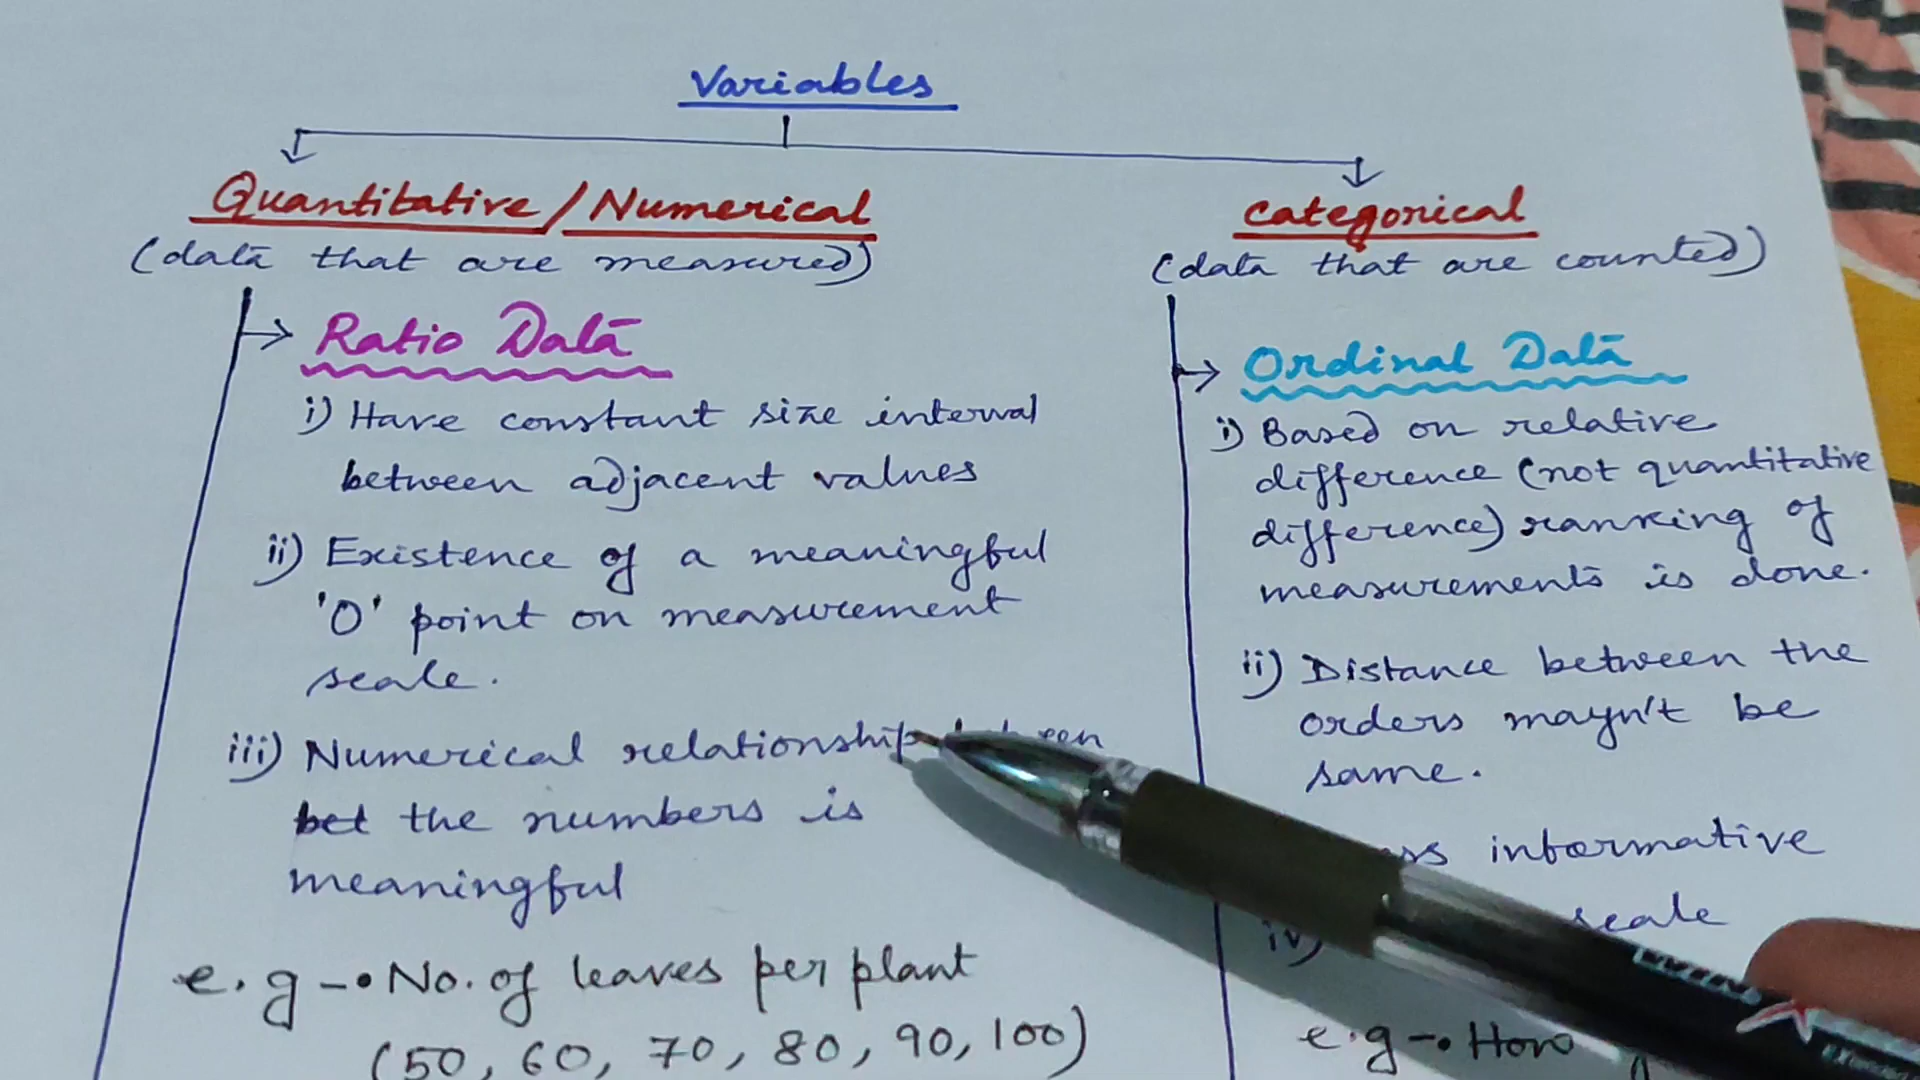 Variables
Quantitative/Numerical
(data that are measured)
Ratio Data
i) Have constant size interval
between adjacent values
ii) Existence of a meaningful
'0' point on measurement
scale.
iii) Numerical relationship
bet the numbers is
meaningful
e.g → • No. of leaves per plant
(50, 60, 70, 80, 90, 100)
categorical
(data that are counted)
Ordinal Data
i) Based on relative
difference (not quantitative
difference) ranking of
measurements is done.
ii) Distance between the
orders mayn't be
same.
informative
iv) scale
e.g → • How